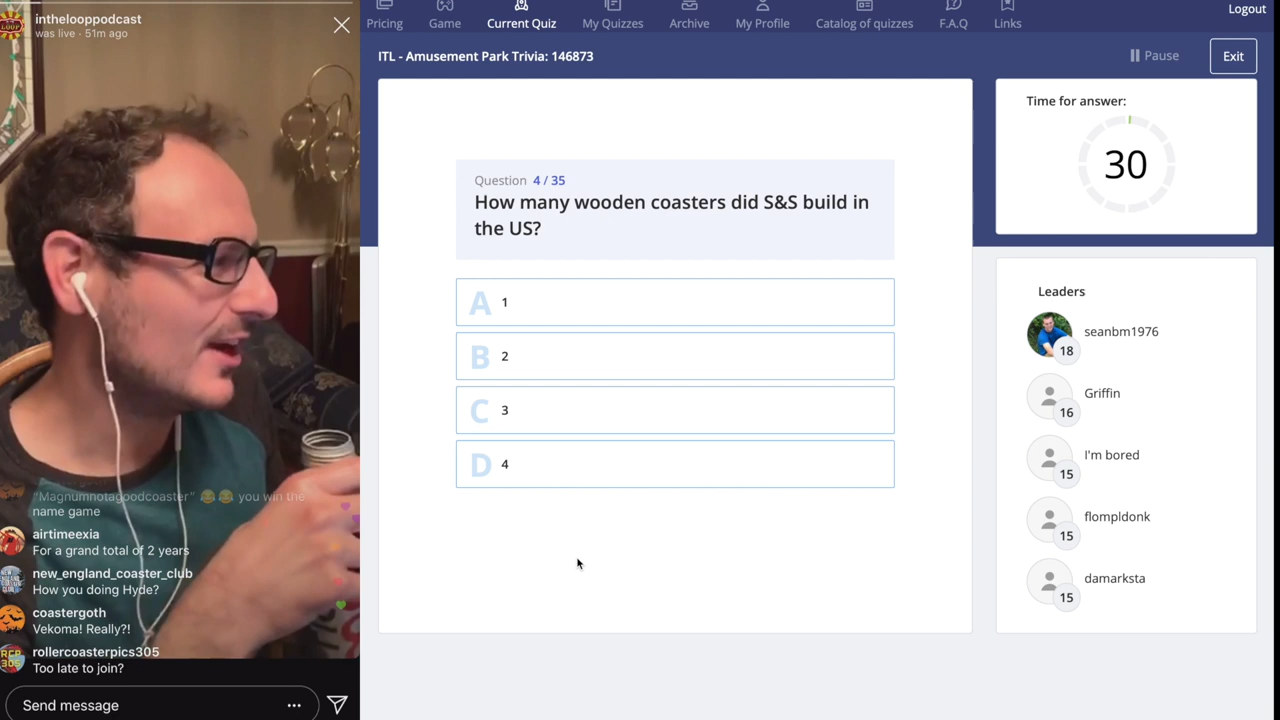 inthelooppodcast
was live · 51m ago
LOOP
"Magnumnotagoodcoaster" 😂😂 you win the
name game
airtimeexia
For a grand total of 2 years
new_england_coaster_club
How you doing Hyde?
coastergoth
Vekoma! Really?!
rollercoasterpics305
Too late to join?
RCP
305
Send message
Pricing
Game
Current Quiz
My Quizzes
Archive
My Profile
Catalog of quizzes
F.A.Q
Links
Logout
ITL - Amusement Park Trivia: 146873
Pause
Exit
Question 4 / 35
How many wooden coasters did S&S build in
the US?
A 1
B 2
C 3
D 4
Time for answer:
30
Leaders
seanbm1976
18
Griffin
16
I'm bored
15
flompldonk
15
damarksta
15